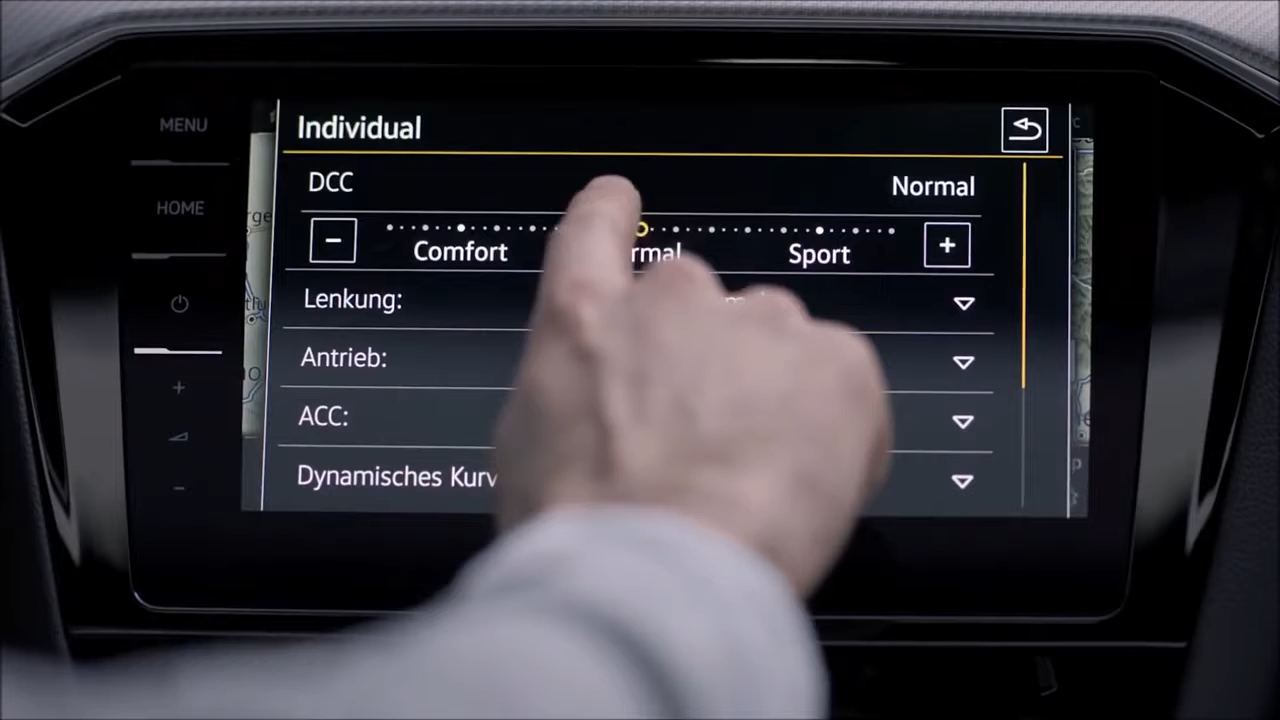 MENU
HOME
Individual
DCC
Normal
−
Comfort
rmal
Sport
+
Lenkung:
Antrieb:
ACC:
Dynamisches Kurv
+
−